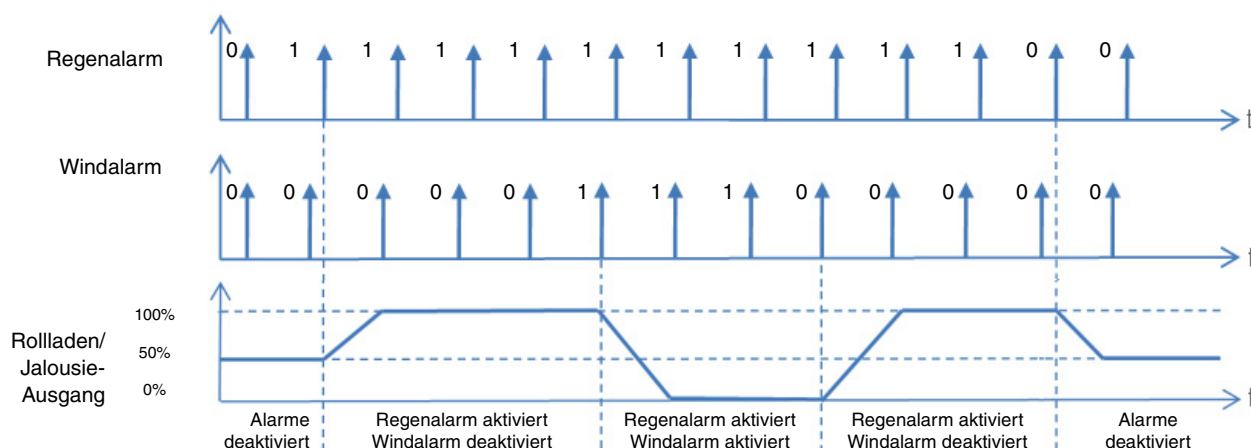 Regenalarm
0 1 1 1 1 1 1 1 1 1 1 0 0
t
Windalarm
0 0 0 0 0 1 1 1 0 0 0 0 0
t
Rollladen/
Jalousie-
Ausgang
100%
50%
0%
t
Alarme
deaktiviert
Regenalarm aktiviert
Windalarm deaktiviert
Regenalarm aktiviert
Windalarm aktiviert
Regenalarm aktiviert
Windalarm deaktiviert
Alarme
deaktiviert